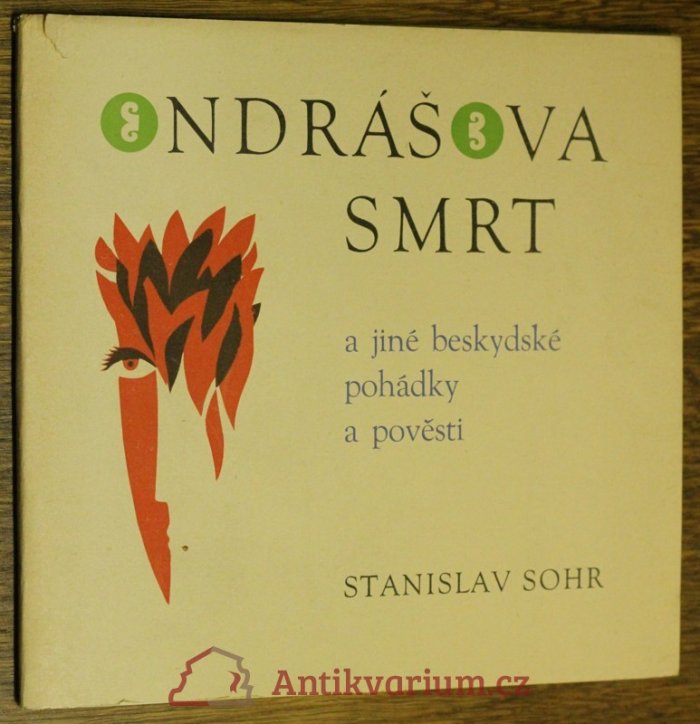 ONDRÁŠOVA
SMRT
a jiné beskydské
pohádky
a pověsti
STANISLAV SOHR
Antikvarium.cz